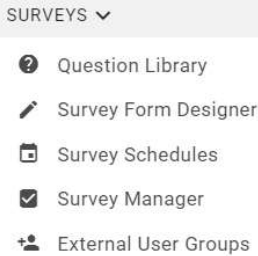 SURVEYS
Question Library
Survey Form Designer
Survey Schedules
Survey Manager
External User Groups